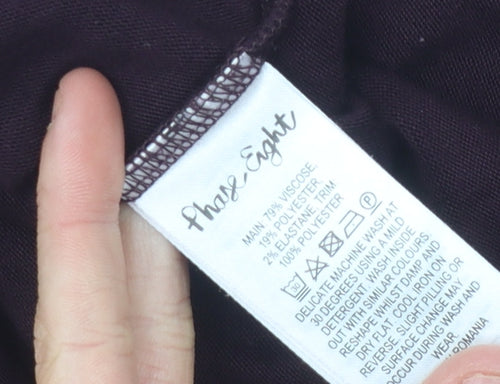 Phase Eight
MAIN 79% VISCOSE.
19% POLYESTER.
2% ELASTANE TRIM
100% POLYESTER
30
P
DELICATE MACHINE WASH AT
30 DEGREES USING A MILD
DETERGENT. WASH INSIDE
OUT WITH SIMILAR COLOURS.
RESHAPE WHILST DAMP AND
DRY FLAT. COOL IRON ON
REVERSE. SLIGHT PILLING OR
SURFACE CHANGE MAY
OCCUR DURING WASH AND
WEAR.
ROMANIA